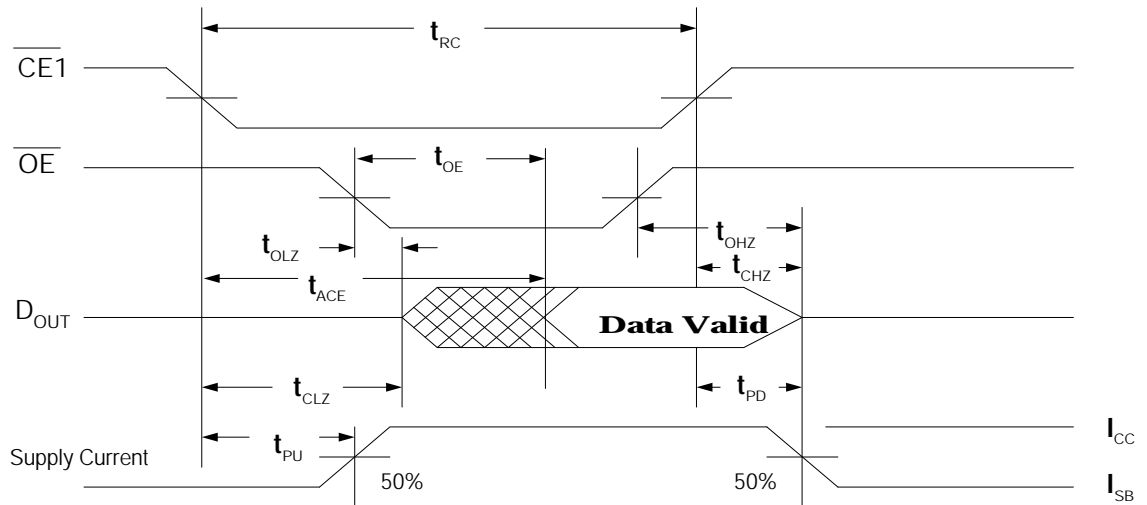 tRC
CE1
OE
tOE
tOLZ
tOHZ
tACE
tCHZ
DOUT
Data Valid
tCLZ
tPD
tPU
ICC
Supply Current
50%
50%
ISB